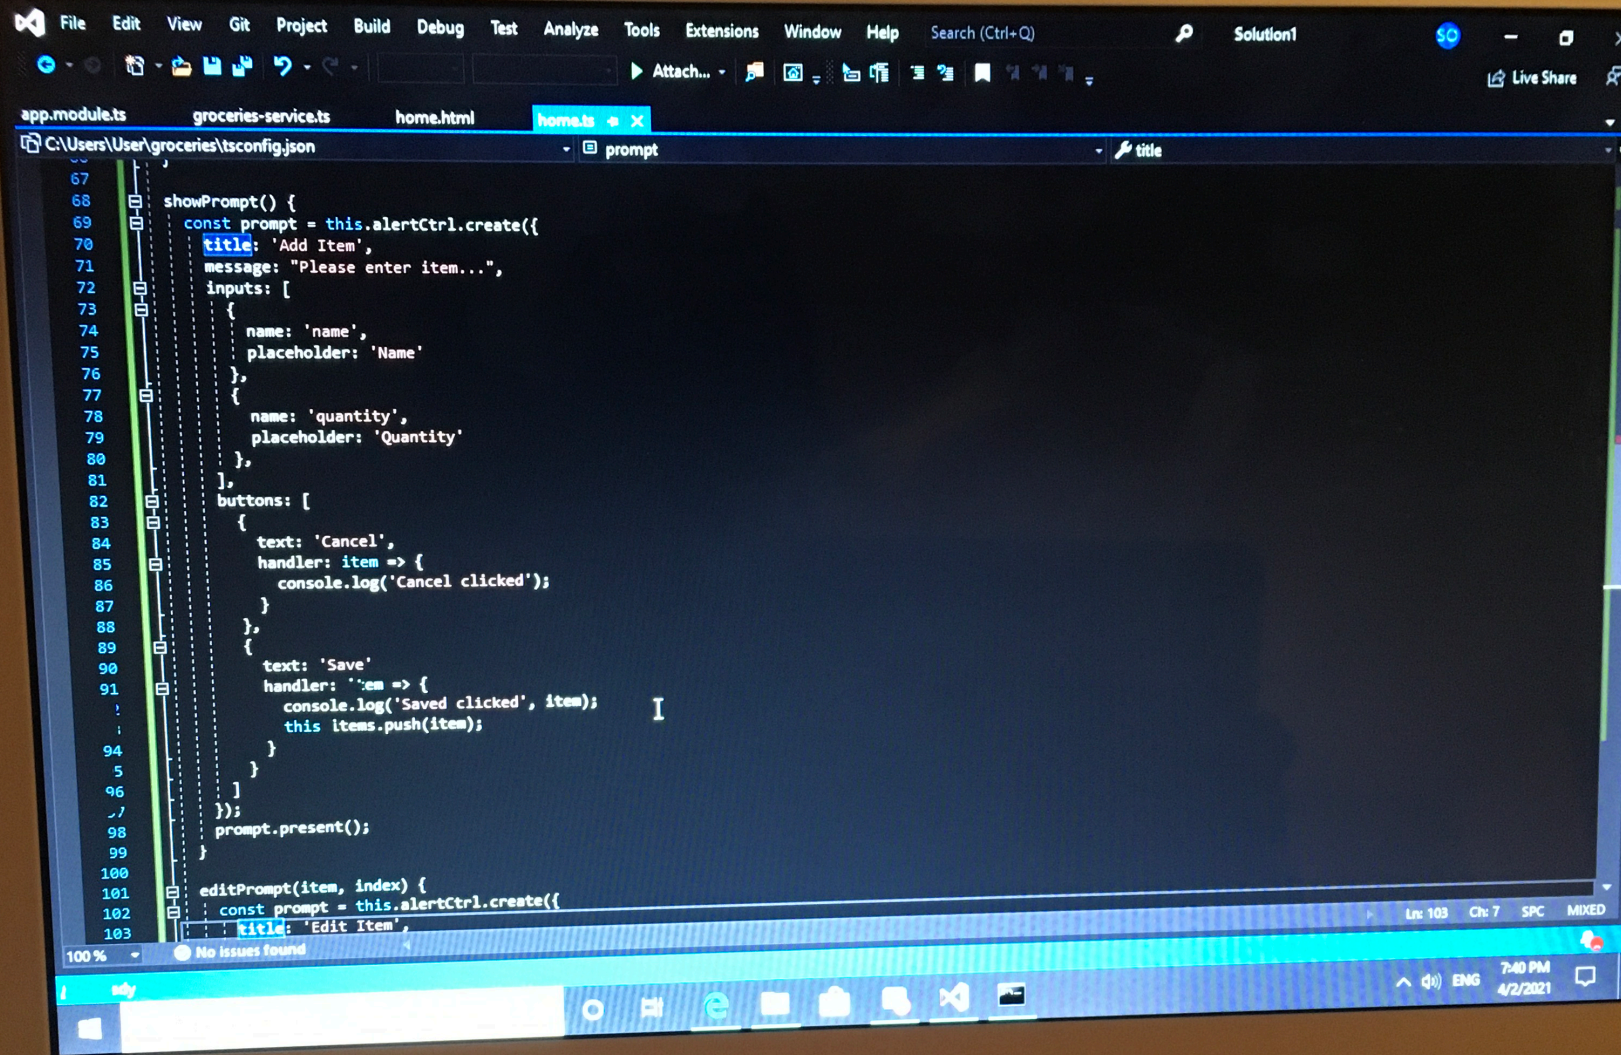 File Edit View Git Project Build Debug Test Analyze Tools Extensions Window Help Search (Ctrl+Q) Solution1 SO
Attach... Live Share
app.module.ts groceries-service.ts home.html home.ts
C:\Users\User\groceries\tsconfig.json prompt title
67
68 showPrompt() {
69 const prompt = this.alertCtrl.create({
70 title: 'Add Item',
71 message: "Please enter item...",
72 inputs: [
73 {
74 name: 'name',
75 placeholder: 'Name'
76 },
77 {
78 name: 'quantity',
79 placeholder: 'Quantity'
80 },
81 ],
82 buttons: [
83 {
84 text: 'Cancel',
85 handler: item => {
86 console.log('Cancel clicked');
87 }
88 },
89 {
90 text: 'Save'
91 handler: => {
console.log('Saved clicked', item);
this items.push(item);
94 }
5 }
96 ]
});
98 prompt.present();
99 }
100
101 editPrompt(item, index) {
102 const prompt = this.alertCtrl.create({
103 title: 'Edit Item',
Ln: 103 Ch: 7 SPC MIXED
100 % No issues found
ENG 7:40 PM
4/2/2021